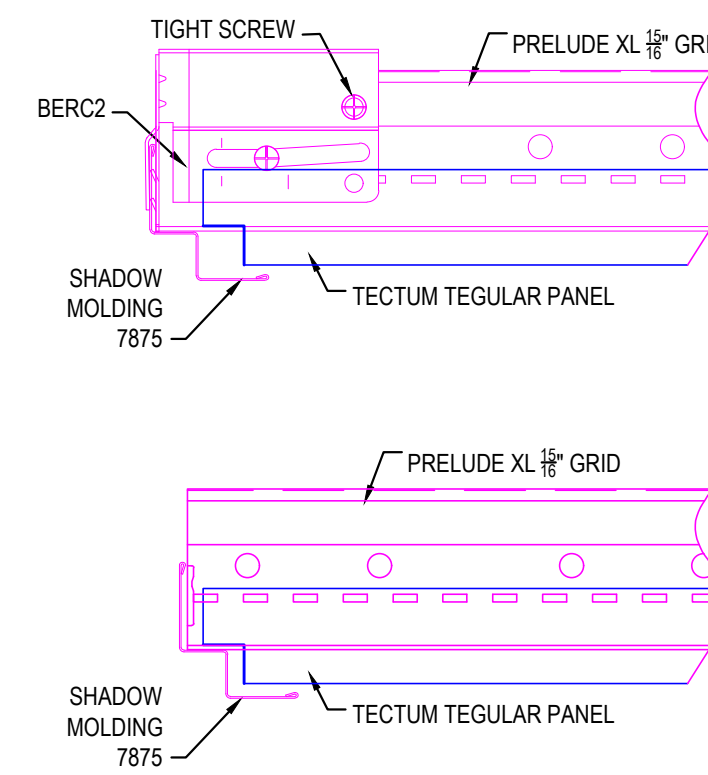 TIGHT SCREW
PRELUDE XL 15/16" GRI
BERC2
SHADOW
MOLDING
7875
TECTUM TEGULAR PANEL
PRELUDE XL 15/16" GRID
SHADOW
MOLDING
7875
TECTUM TEGULAR PANEL